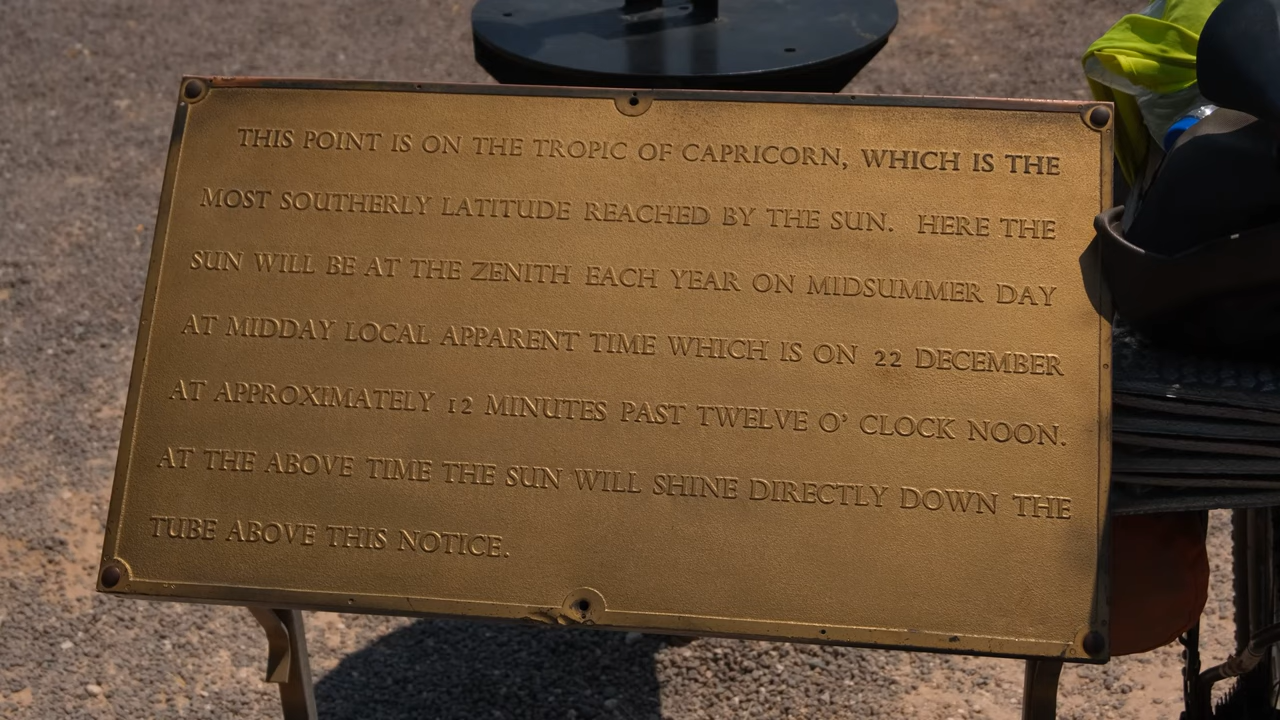 THIS POINT IS ON THE TROPIC OF CAPRICORN, WHICH IS THE
MOST SOUTHERLY LATITUDE REACHED BY THE SUN. HERE THE
SUN WILL BE AT THE ZENITH EACH YEAR ON MIDSUMMER DAY
AT MIDDAY LOCAL APPARENT TIME WHICH IS ON 22 DECEMBER
AT APPROXIMATELY 12 MINUTES PAST TWELVE O' CLOCK NOON.
AT THE ABOVE TIME THE SUN WILL SHINE DIRECTLY DOWN THE
TUBE ABOVE THIS NOTICE.